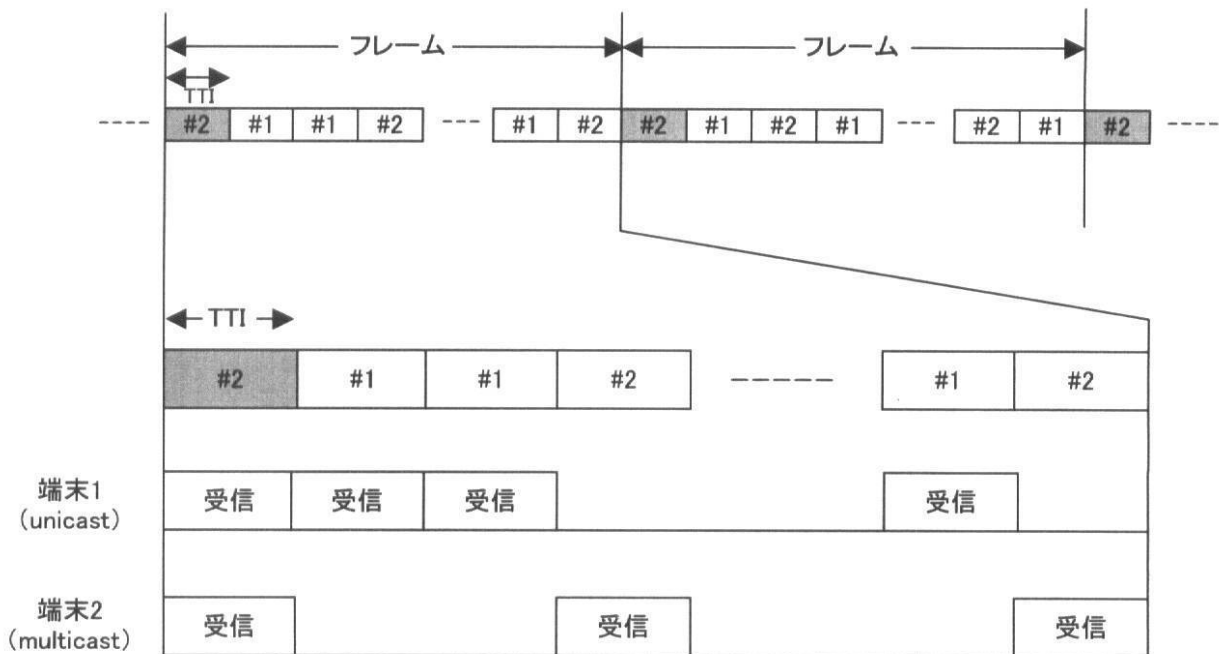 フレーム フレーム
TTI
#2 #1 #1 #2 #1 #2 #2 #1 #2 #1 #2 #1 #2
TTI
#2 #1 #1 #2 #1 #2
端末1 受信 受信 受信 受信
(unicast)
端末2 受信 受信 受信
(multicast)